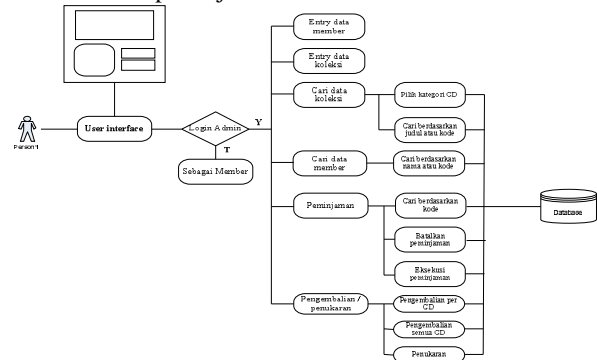 Entry data
member
Entry data
koleksi
Cari data
koleksi
Pilih kategori CD
Cari berdasarkan
judul atau kode
Person1
User interface
Login Admin
Y
T
Sebagai Member
Cari data
member
Cari berdasarkan
nama atau kode
Peminjaman
Cari berdasarkan
kode
Batalkan
peminjaman
Eksekusi
peminjaman
Database
Pengembalian /
penukaran
Pengembalian per
CD
Pengembalian
semua CD
Penukaran